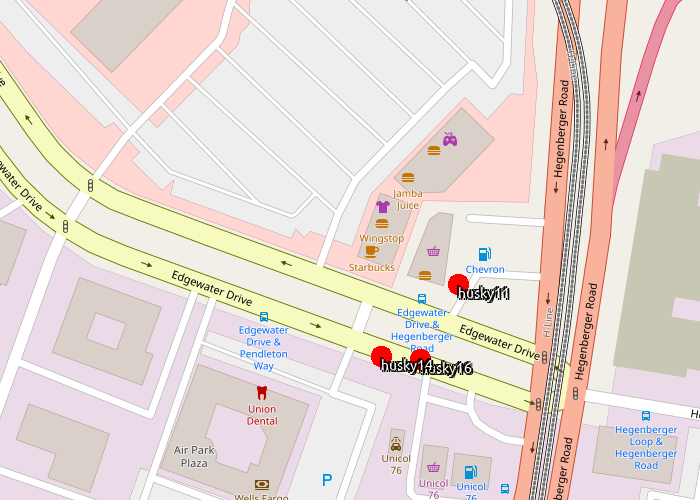 Hegenberger Road
Edgewater Drive
Jamba
Juice
Wingstop
Starbucks
Chevron
husky11
H-Line
Hegenberger Road
Edgewater Drive
Edgewater Drive
Edgewater
Drive &
Hegenberger
Road
Edgewater
Drive &
Pendleton
Way
husky14
husky16
Union
Dental
Hegenberger
Loop &
Hegenberger
Road
Air Park
Plaza
Unicol
76
Unicol
76
Unicol
76
P
Wells Fargo